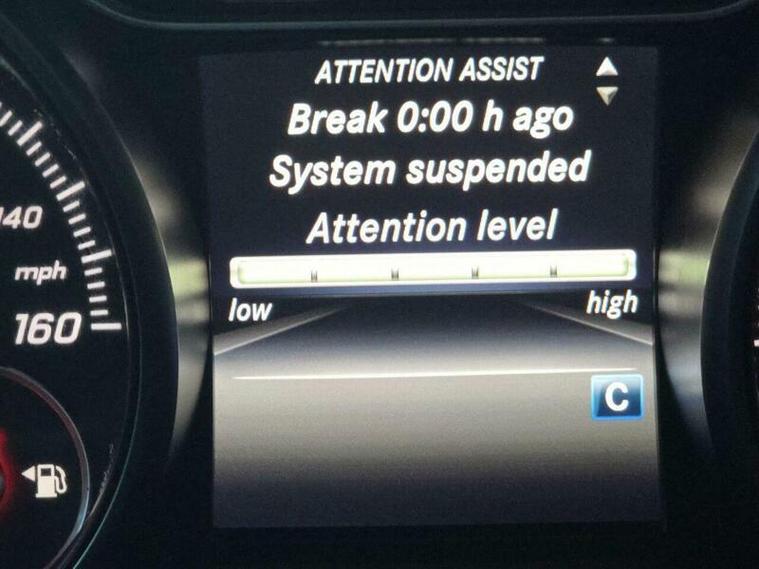 ATTENTION ASSIST
Break 0:00 h ago
System suspended
Attention level
low high
C
140
mph
160